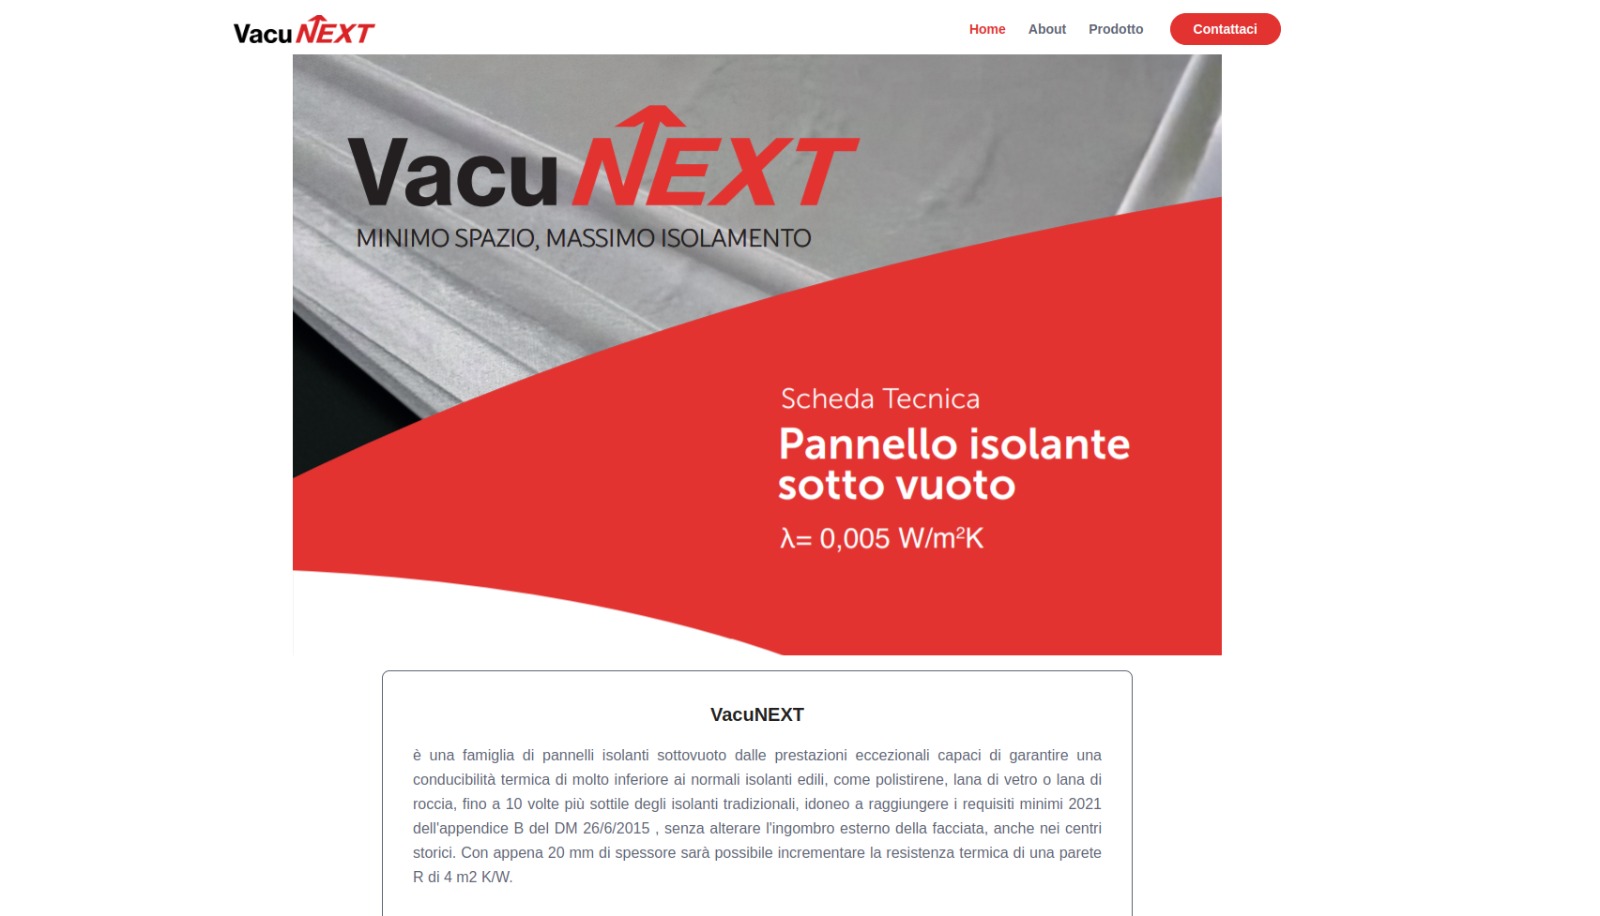 VacuNEXT
Home About Prodotto Contattaci
VacuNEXT
MINIMO SPAZIO, MASSIMO ISOLAMENTO
Scheda Tecnica
Pannello isolante
sotto vuoto
λ= 0,005 W/m²K
VacuNEXT
è una famiglia di pannelli isolanti sottovuoto dalle prestazioni eccezionali capaci di garantire una
conducibilità termica di molto inferiore ai normali isolanti edili, come polistirene, lana di vetro o lana di
roccia, fino a 10 volte più sottile degli isolanti tradizionali, idoneo a raggiungere i requisiti minimi 2021
dell'appendice B del DM 26/6/2015 , senza alterare l'ingombro esterno della facciata, anche nei centri
storici. Con appena 20 mm di spessore sarà possibile incrementare la resistenza termica di una parete
R di 4 m2 K/W.